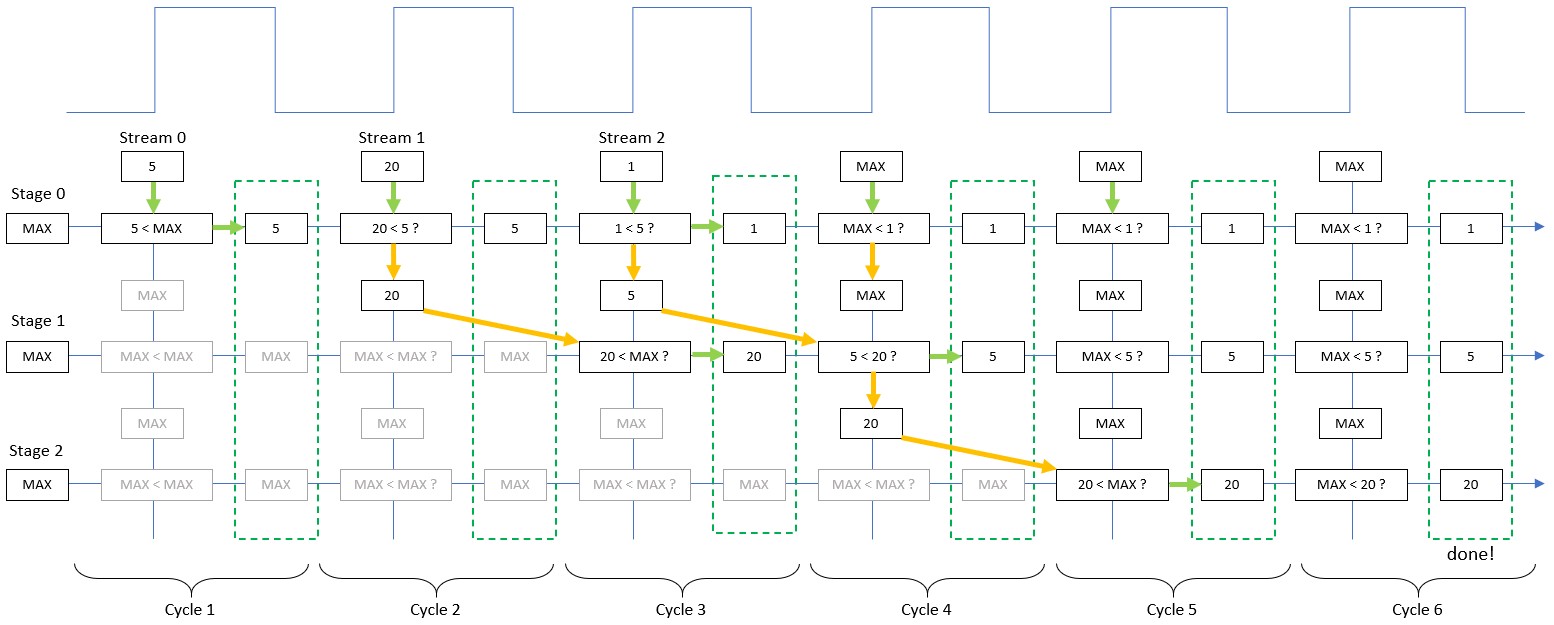 Stream 0 Stream 1 Stream 2
5 20 1 MAX MAX MAX
Stage 0
MAX 5 < MAX 5 20 < 5 ? 5 1 < 5 ? 1 MAX < 1 ? 1 MAX < 1 ? 1 MAX < 1 ? 1
MAX 20 5 MAX MAX MAX
Stage 1
MAX MAX < MAX MAX MAX < MAX ? MAX 20 < MAX ? 20 5 < 20 ? 5 MAX < 5 ? 5 MAX < 5 ? 5
MAX MAX MAX 20 MAX MAX
Stage 2
MAX MAX < MAX MAX MAX < MAX ? MAX MAX < MAX ? MAX MAX < MAX ? MAX 20 < MAX ? 20 MAX < 20 ? 20
done!
Cycle 1 Cycle 2 Cycle 3 Cycle 4 Cycle 5 Cycle 6